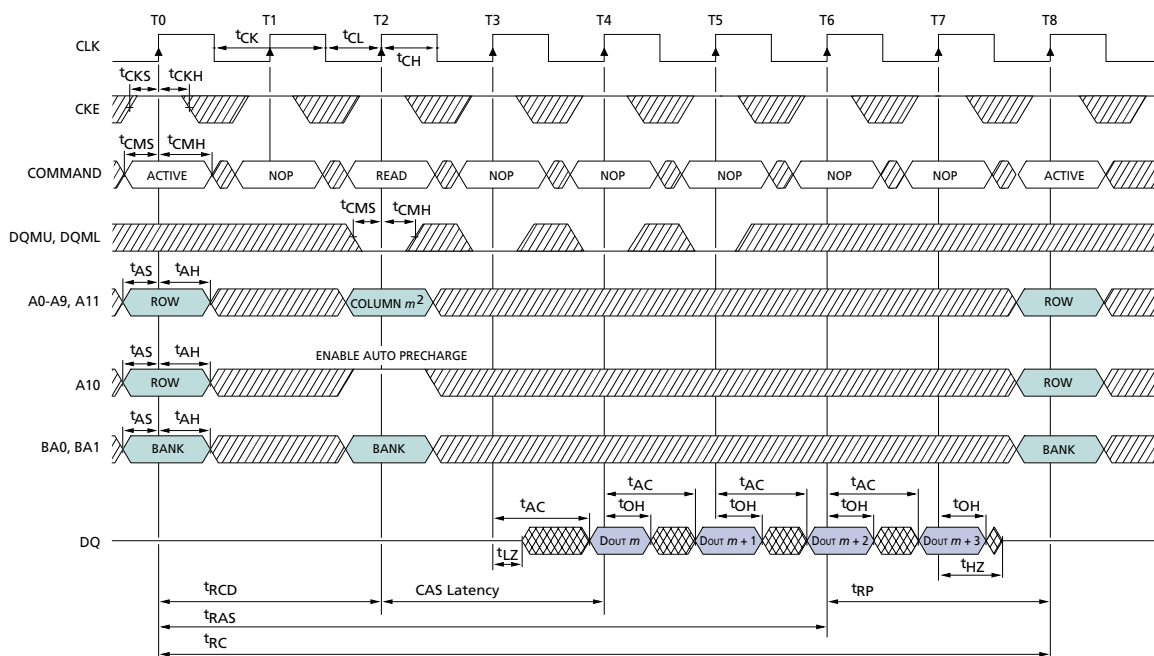 T0 T1 T2 T3 T4 T5 T6 T7 T8
CLK
tCK tCL
tCH
tCKS tCKH
CKE
tCMS tCMH
COMMAND ACTIVE NOP READ NOP NOP NOP NOP NOP ACTIVE
tCMS tCMH
DQMU, DQML
tAS tAH
A0-A9, A11 ROW COLUMN m2 ROW
ENABLE AUTO PRECHARGE
tAS tAH
A10 ROW ROW
tAS tAH
BA0, BA1 BANK BANK BANK
tAC tAC tAC tAC
tOH tOH tOH tOH
DQ DOUT m DOUT m + 1 DOUT m + 2 DOUT m + 3
tLZ tHZ
tRCD CAS Latency tRP
tRAS
tRC